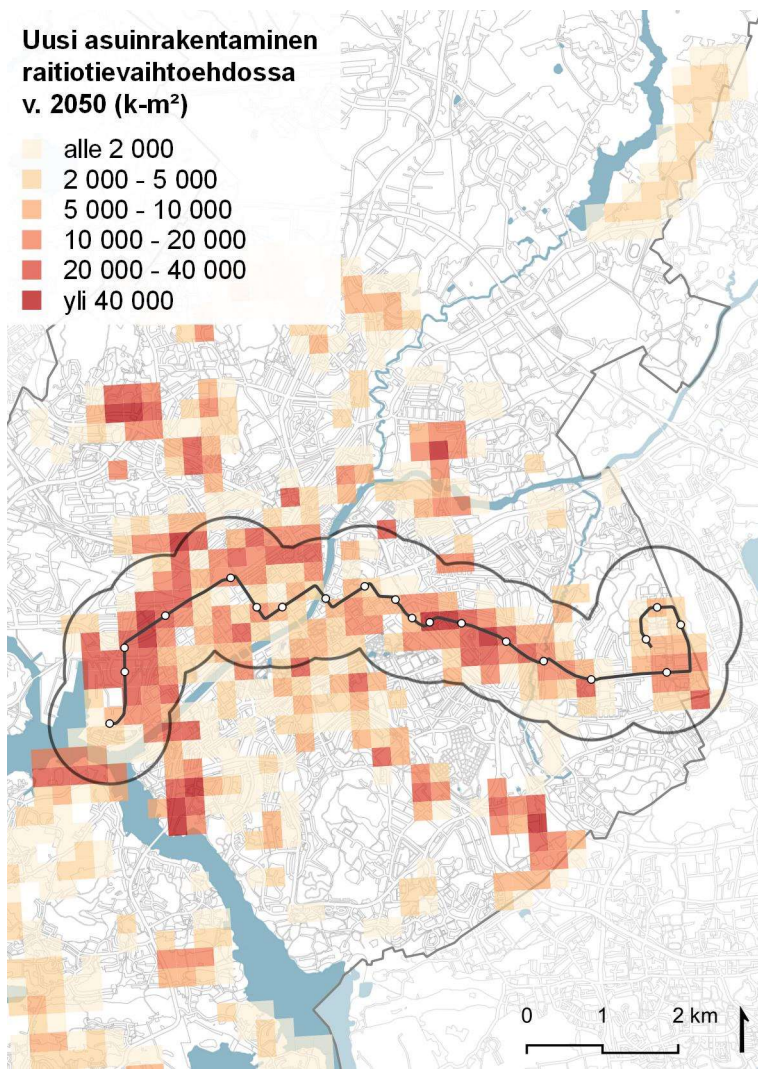 Uusi asuinrakentaminen
raitiotievaihtoehdossa
v. 2050 (k-m²)
alle 2 000
2 000 - 5 000
5 000 - 10 000
10 000 - 20 000
20 000 - 40 000
yli 40 000
0 1 2 km